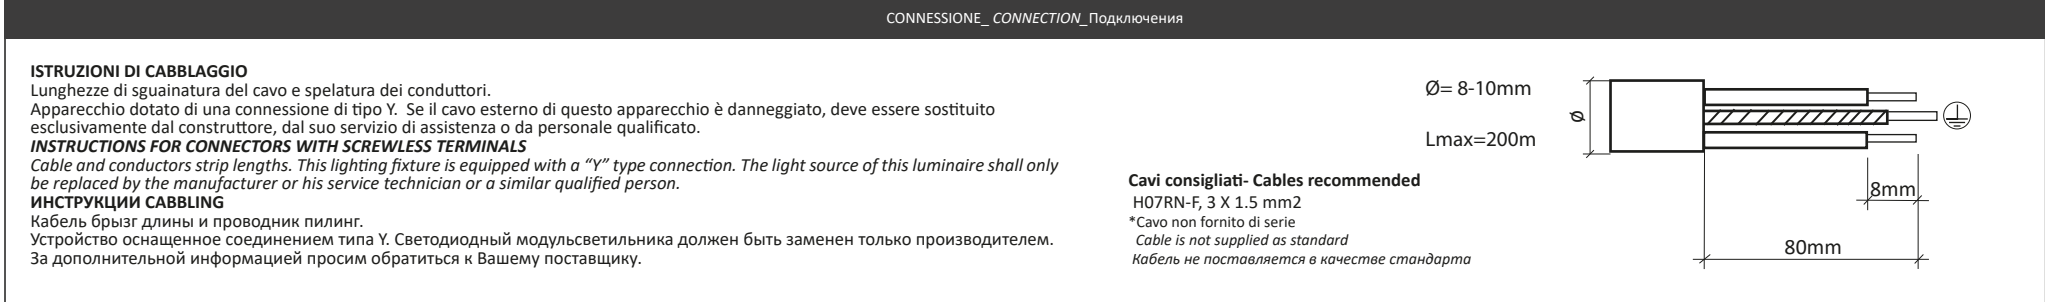 CONNESSIONE_ CONNECTION_Подключения
ISTRUZIONI DI CABBLAGGIO
Lunghezze di sguainatura del cavo e spelatura dei conduttori.
Apparecchio dotato di una connessione di tipo Y.  Se il cavo esterno di questo apparecchio è danneggiato, deve essere sostituito
esclusivamente dal construttore, dal suo servizio di assistenza o da personale qualificato.
INSTRUCTIONS FOR CONNECTORS WITH SCREWLESS TERMINALS
Cable and conductors strip lengths. This lighting fixture is equipped with a “Y” type connection. The light source of this luminaire shall only
be replaced by the manufacturer or his service technician or a similar qualified person.
ИНСТРУКЦИИ CABBLING
Кабель брызг длины и проводник пилинг.
Устройство оснащенное соединением типа Y. Светодиодный модульсветильника должен быть заменен только производителем.
За дополнительной информацией просим обратиться к Вашему поставщику.
Ø= 8-10mm
Lmax=200m
Cavi consigliati- Cables recommended
H07RN-F, 3 X 1.5 mm2
*Cavo non fornito di serie
Cable is not supplied as standard
Кабель не поставляется в качестве стандарта
Ø
8mm
80mm